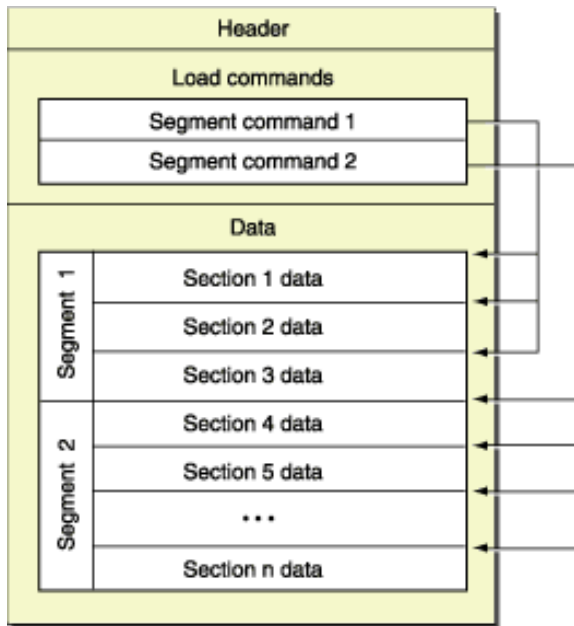 Header
Load commands
Segment command 1
Segment command 2
Data
Segment 1
Section 1 data
Section 2 data
Section 3 data
Segment 2
Section 4 data
Section 5 data
...
Section n data